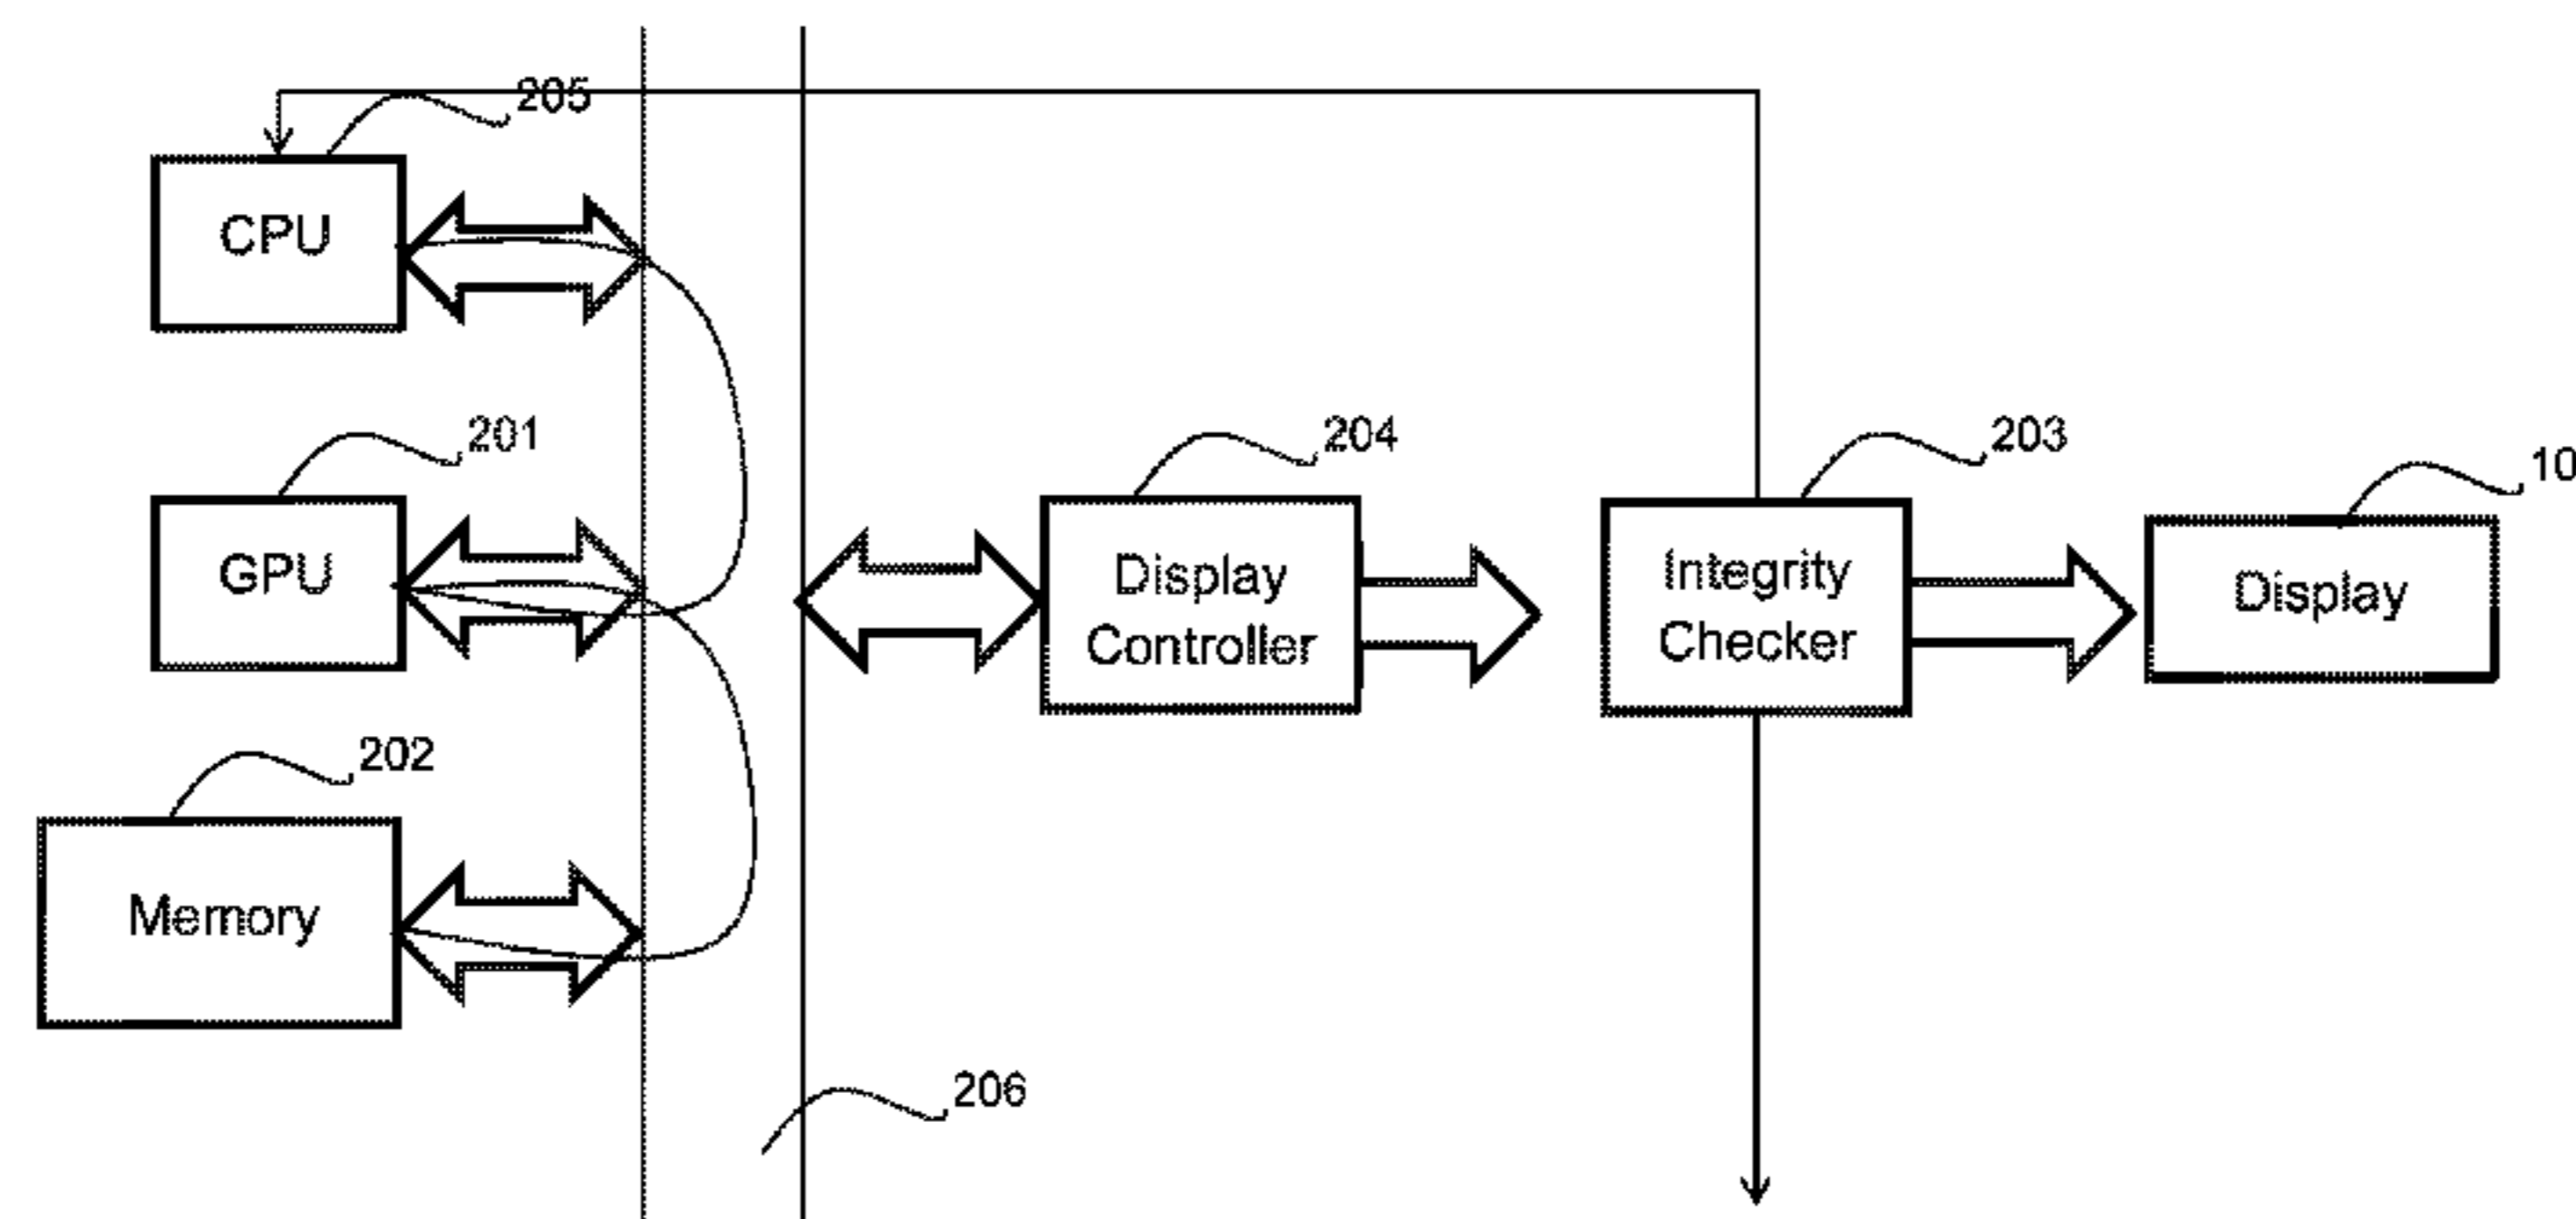 205
CPU
201
GPU
204
Display
Controller
203
Integrity
Checker
10
Display
202
Memory
206